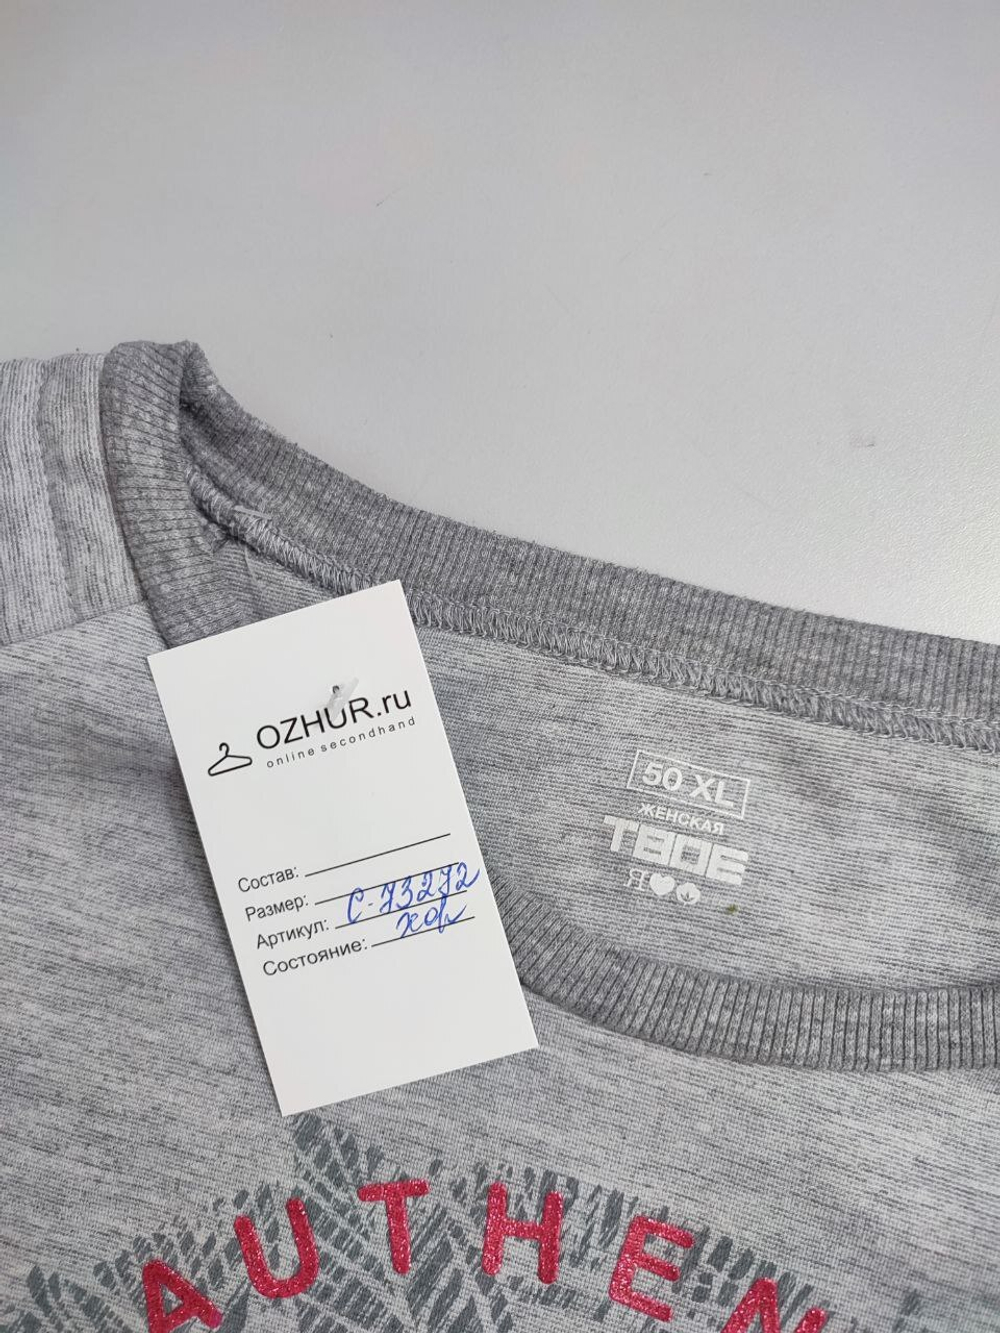 OZHUR.ru
online secondhand
Состав:
Размер:
Артикул: С-73272
Состояние: хор
50 XL
ЖЕНСКАЯ
ТВОЕ
AUTHEN